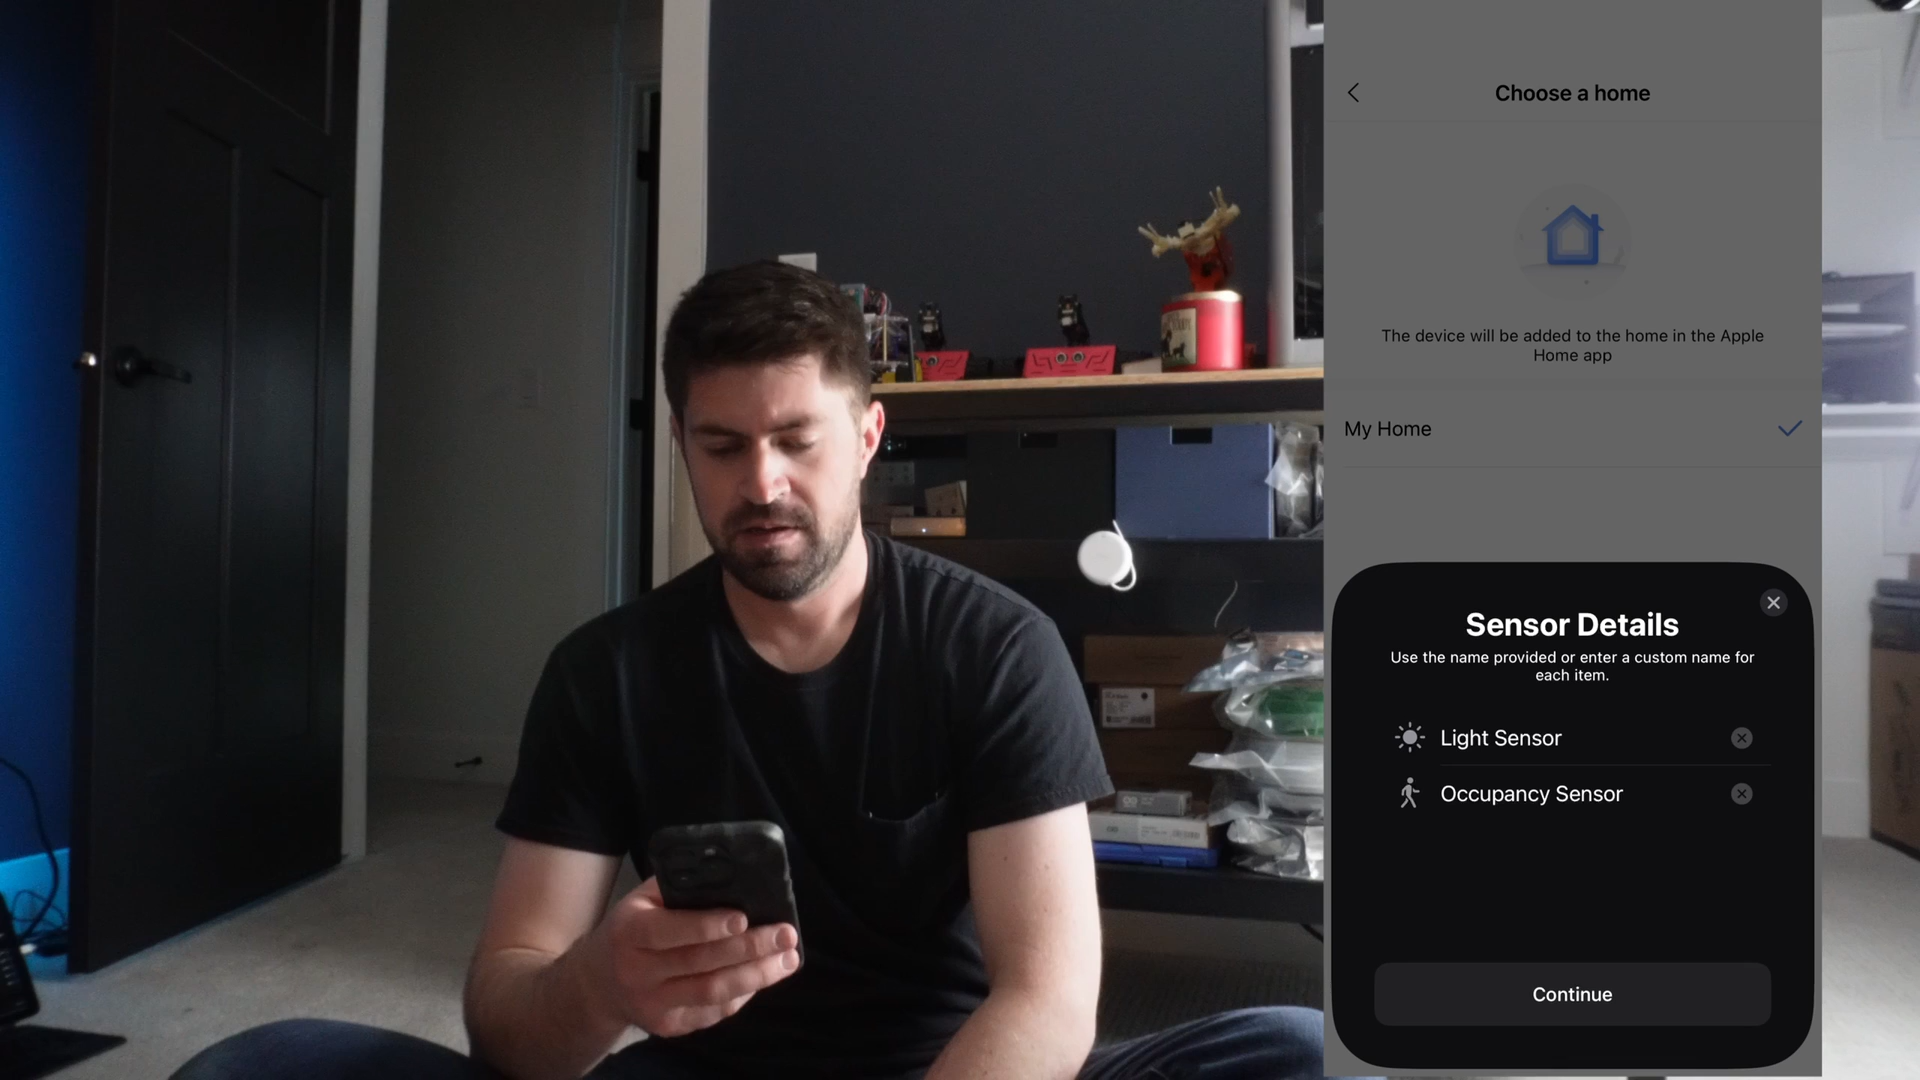 Choose a home
The device will be added to the home in the Apple
Home app
My Home
Sensor Details
Use the name provided or enter a custom name for
each item.
Light Sensor
Occupancy Sensor
Continue